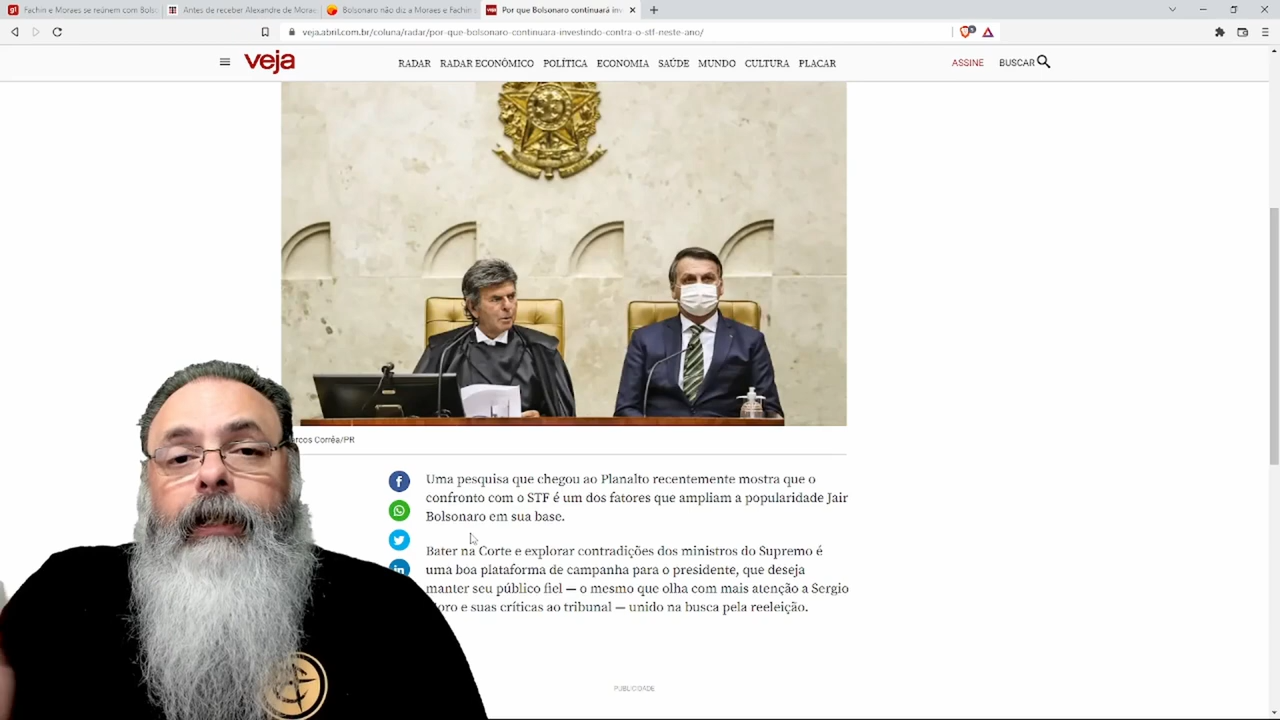 Fachin e Moraes se reúnem com Bols
Antes de receber Alexandre de Morae
Bolsonaro não diz a Moraes e Fachin
Por que Bolsonaro continuará inv
veja.abril.com.br/coluna/radar/por-que-bolsonaro-continuara-investindo-contra-o-stf-neste-ano/
veja
RADAR RADAR ECONÔMICO POLÍTICA ECONOMIA SAÚDE MUNDO CULTURA PLACAR
ASSINE BUSCAR
Corrêa/PR
Uma pesquisa que chegou ao Planalto recentemente mostra que o
confronto com o STF é um dos fatores que ampliam a popularidade Jair
Bolsonaro em sua base.
Bater na Corte e explorar contradições dos ministros do Supremo é
uma boa plataforma de campanha para o presidente, que deseja
manter seu público fiel — o mesmo que olha com mais atenção a Sergio
e suas críticas ao tribunal — unido na busca pela reeleição.
PUBLICIDADE